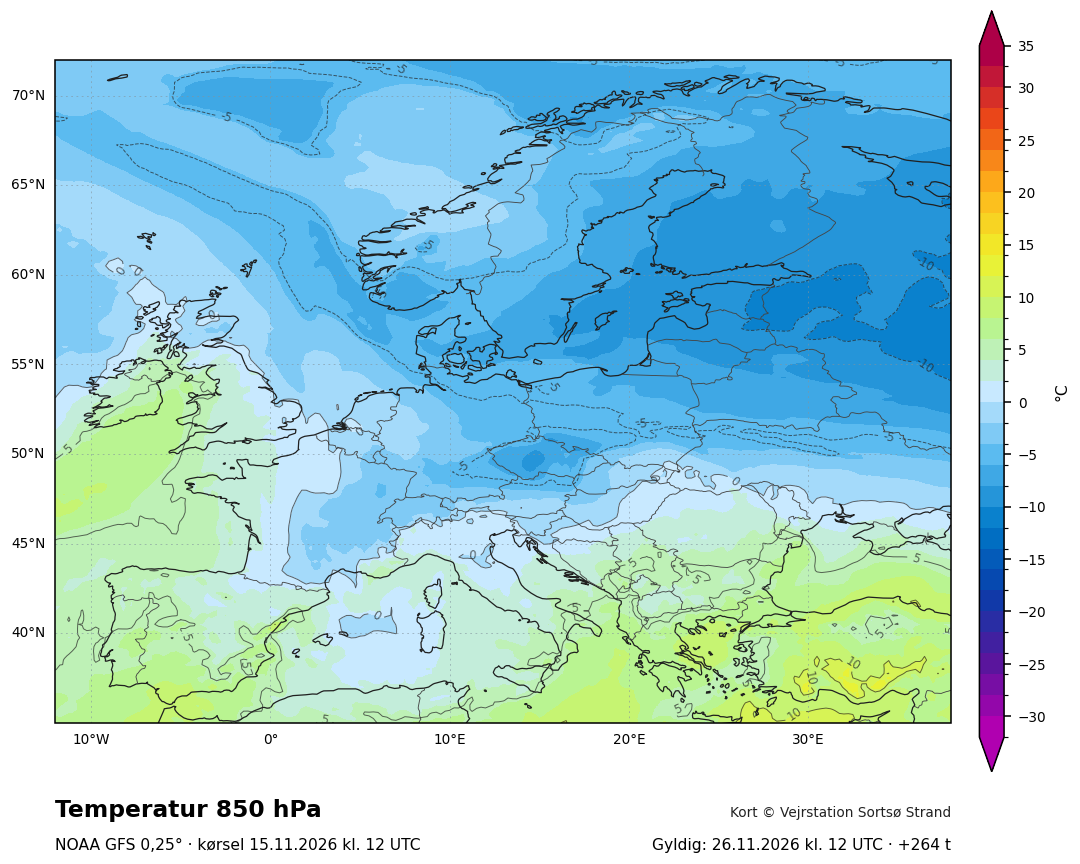 70°N
65°N
60°N
55°N
50°N
45°N
40°N
10°W
0°
10°E
20°E
30°E
35
30
25
20
15
10
5
0
−5
−10
−15
−20
−25
−30
°C
Temperatur 850 hPa
Kort © Vejrstation Sortsø Strand
NOAA GFS 0,25° · kørsel 15.11.2026 kl. 12 UTC
Gyldig: 26.11.2026 kl. 12 UTC · +264 t